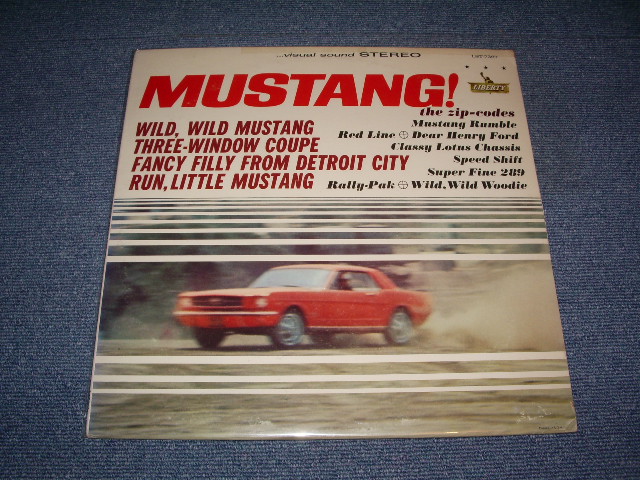 ...visual sound STEREO
LIBERTY
MUSTANG!
the zip-codes
WILD, WILD MUSTANG
THREE-WINDOW COUPE
FANCY FILLY FROM DETROIT CITY
RUN, LITTLE MUSTANG
Mustang Rumble
Red Line ⊕ Dear Henry Ford
Classy Lotus Chassis
Speed Shift
Super Fine 289
Rally-Pak ⊕ Wild, Wild Woodie